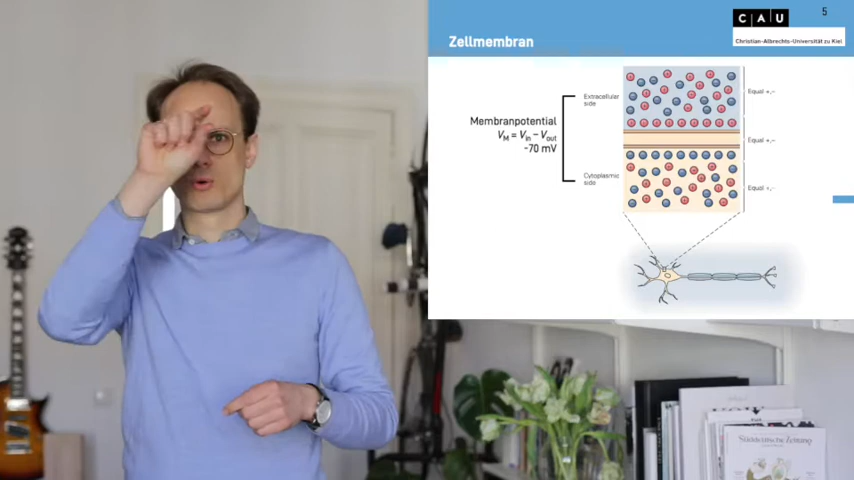 5
CAU
Christian-Albrechts-Universität zu Kiel
Zellmembran
Extracellular
side
Equal +,-
Membranpotential
VM = Vin – Vout
-70 mV
Equal +,-
Cytoplasmic
side
Equal +,-
Süddeutsche Zeitung